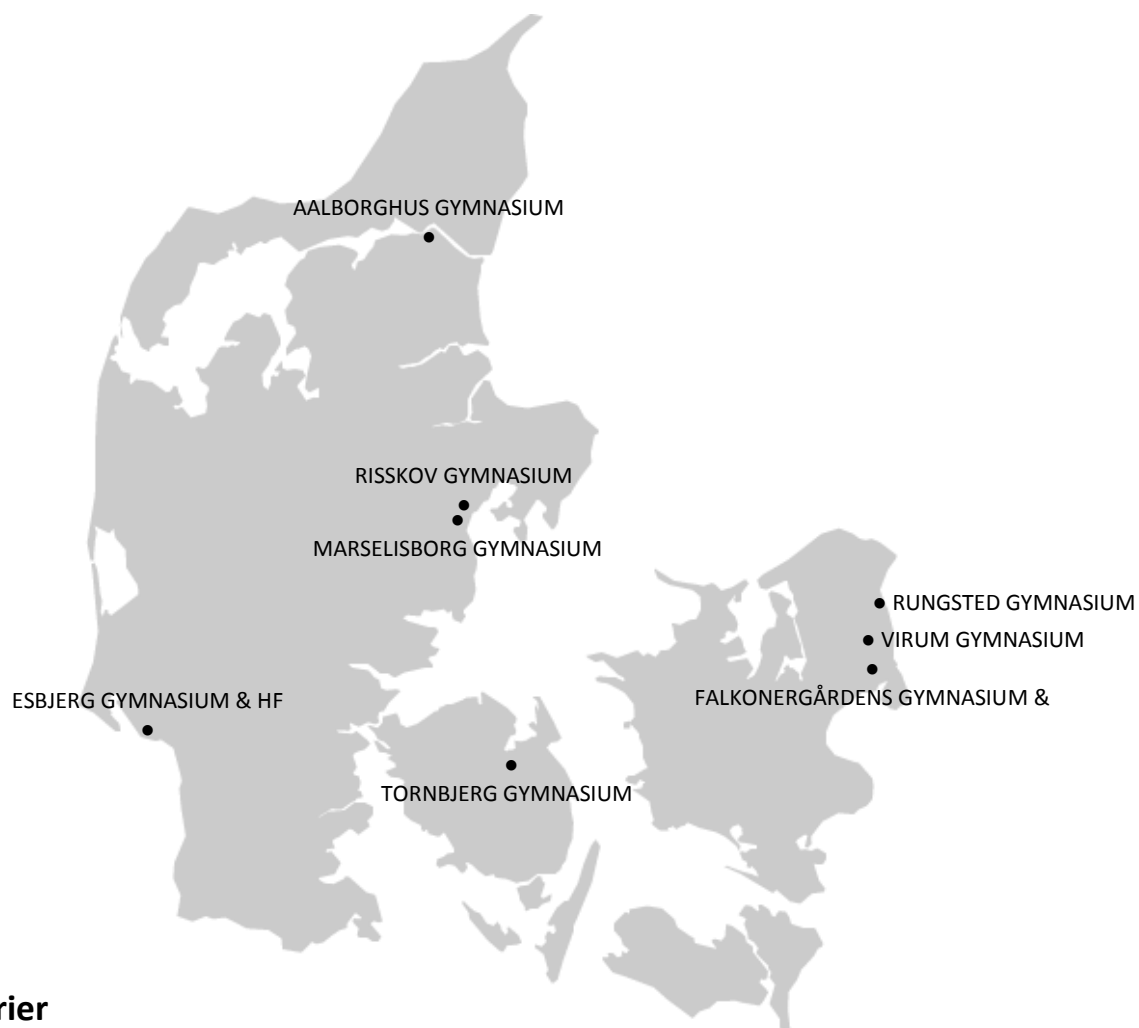 AALBORGHUS GYMNASIUM
RISSKOV GYMNASIUM
MARSELISBORG GYMNASIUM
RUNGSTED GYMNASIUM
VIRUM GYMNASIUM
ESBJERG GYMNASIUM & HF
FALKONERGÅRDENS GYMNASIUM &
TORNBJERG GYMNASIUM
rier